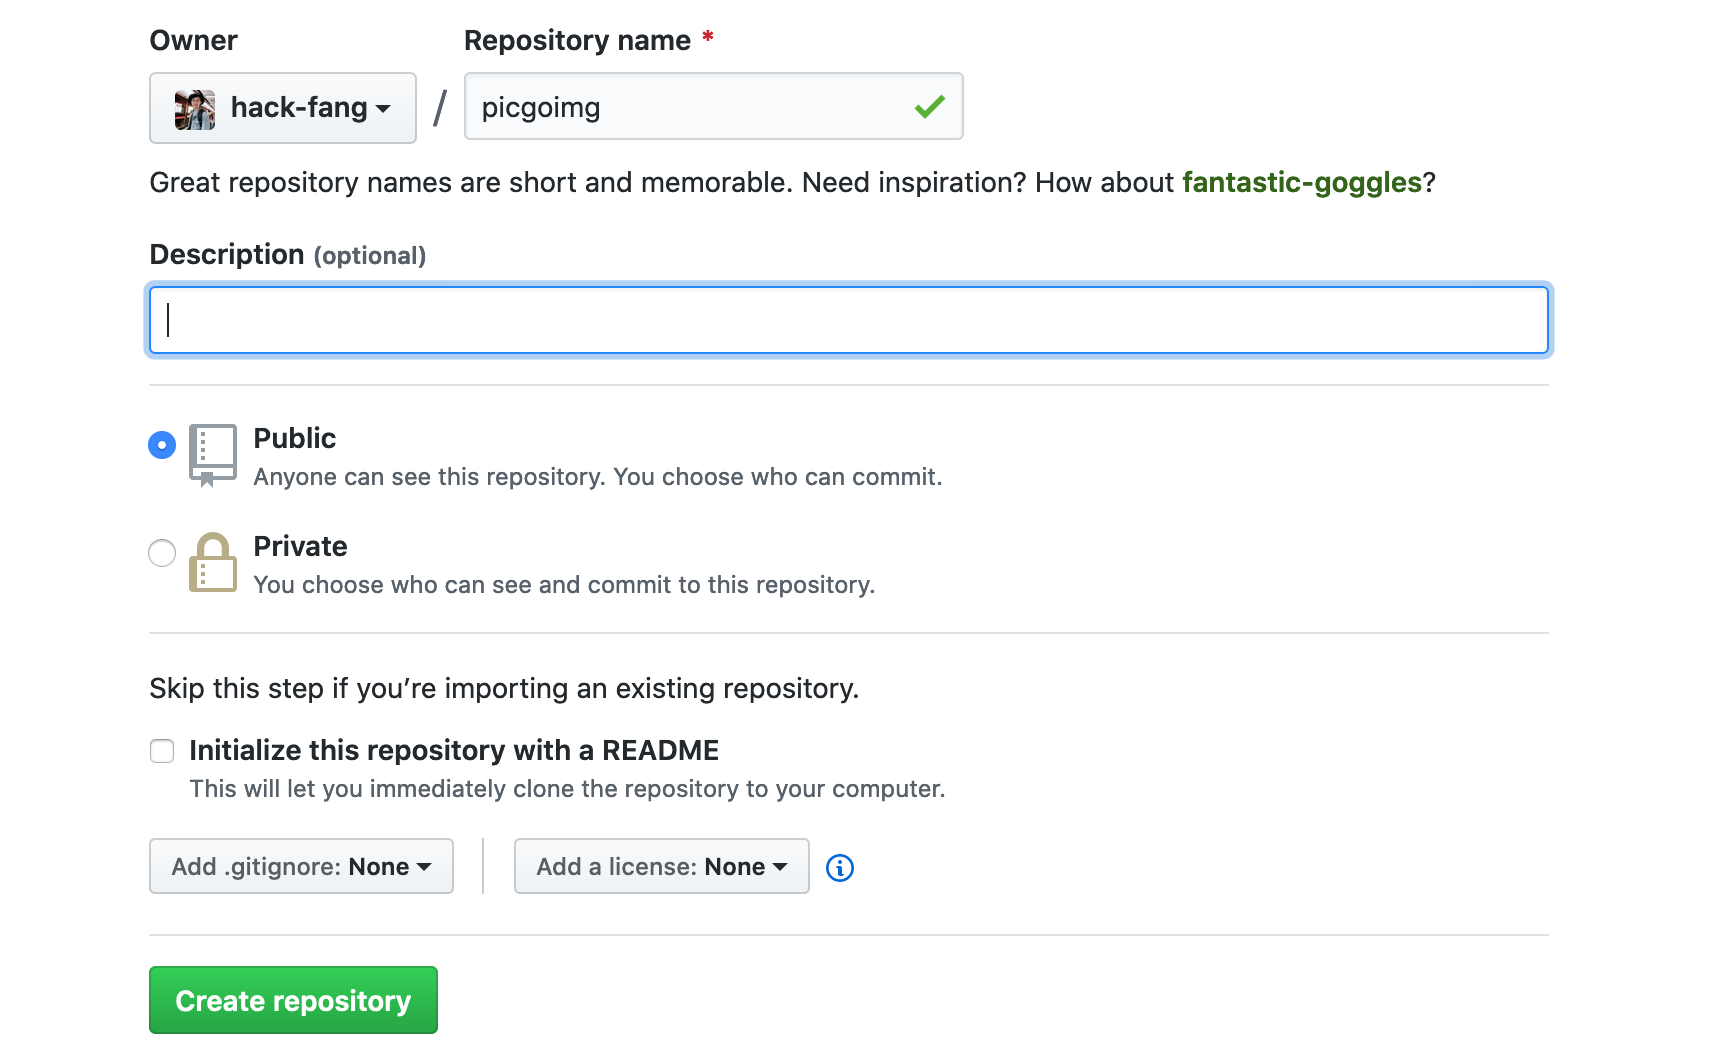 Owner
Repository name *
hack-fang / picgoimg
Great repository names are short and memorable. Need inspiration? How about fantastic-goggles?
Description (optional)
Public
Anyone can see this repository. You choose who can commit.
Private
You choose who can see and commit to this repository.
Skip this step if you’re importing an existing repository.
Initialize this repository with a README
This will let you immediately clone the repository to your computer.
Add .gitignore: None
Add a license: None
Create repository